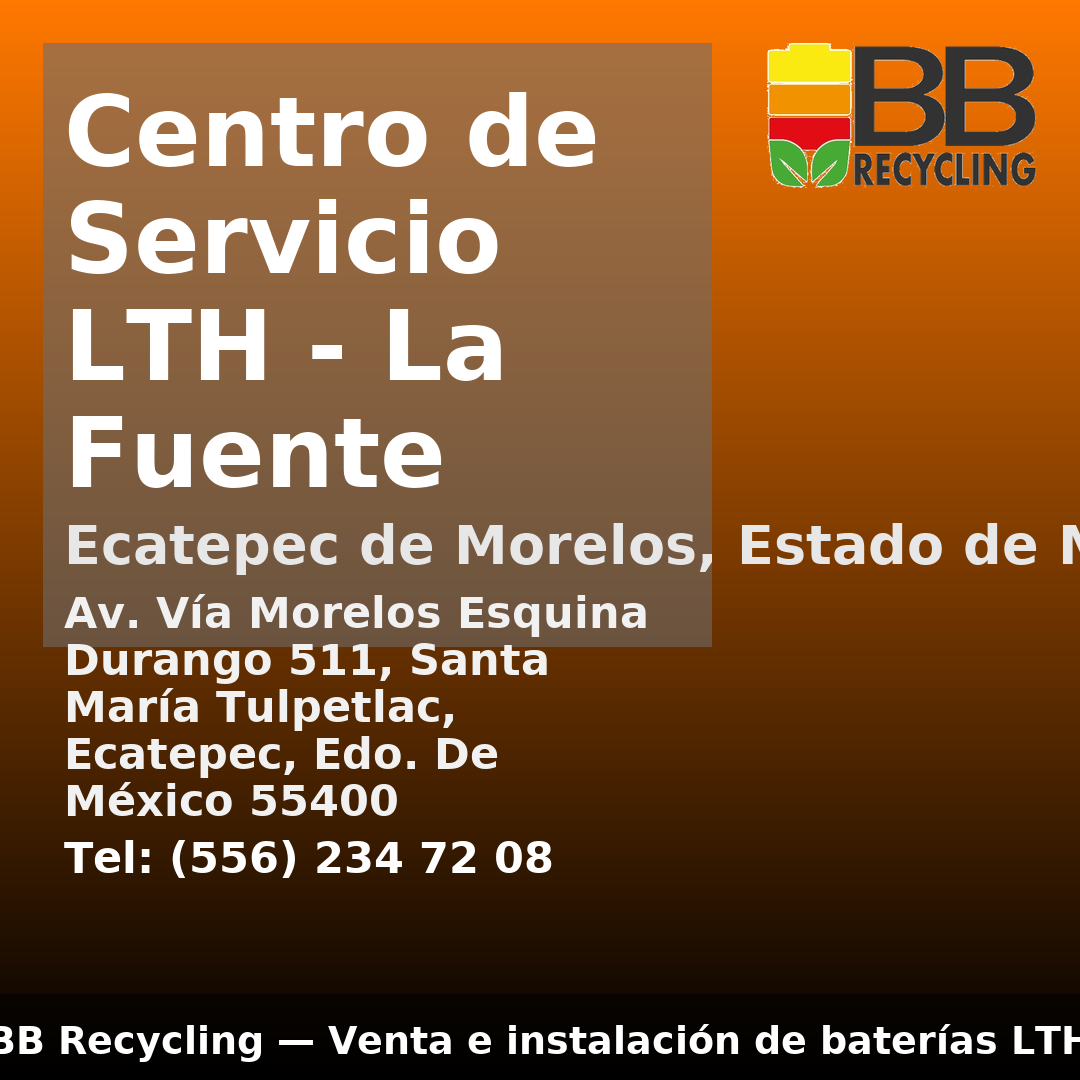 BB
RECYCLING
Centro de
Servicio
LTH - La
Fuente
Ecatepec de Morelos, Estado de
Av. Vía Morelos Esquina
Durango 511, Santa
María Tulpetlac,
Ecatepec, Edo. De
México 55400
Tel: (556) 234 72 08
BB Recycling — Venta e instalación de baterías LTH